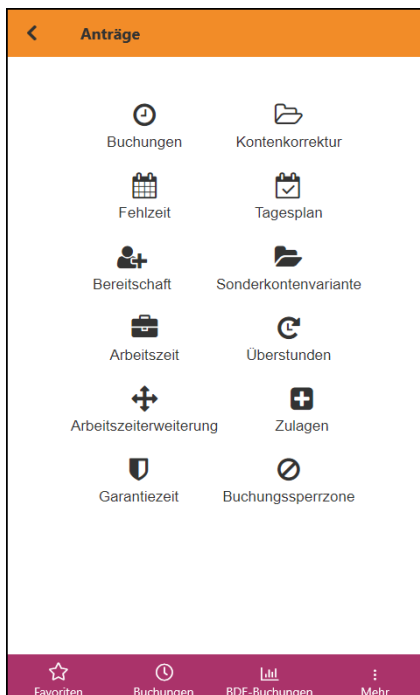 Anträge
Buchungen Kontenkorrektur
Fehlzeit Tagesplan
Bereitschaft Sonderkontenvariante
Arbeitszeit Überstunden
Arbeitszeiterweiterung Zulagen
Garantiezeit Buchungssperrzone
Favoriten Buchungen BDE-Buchungen Mehr